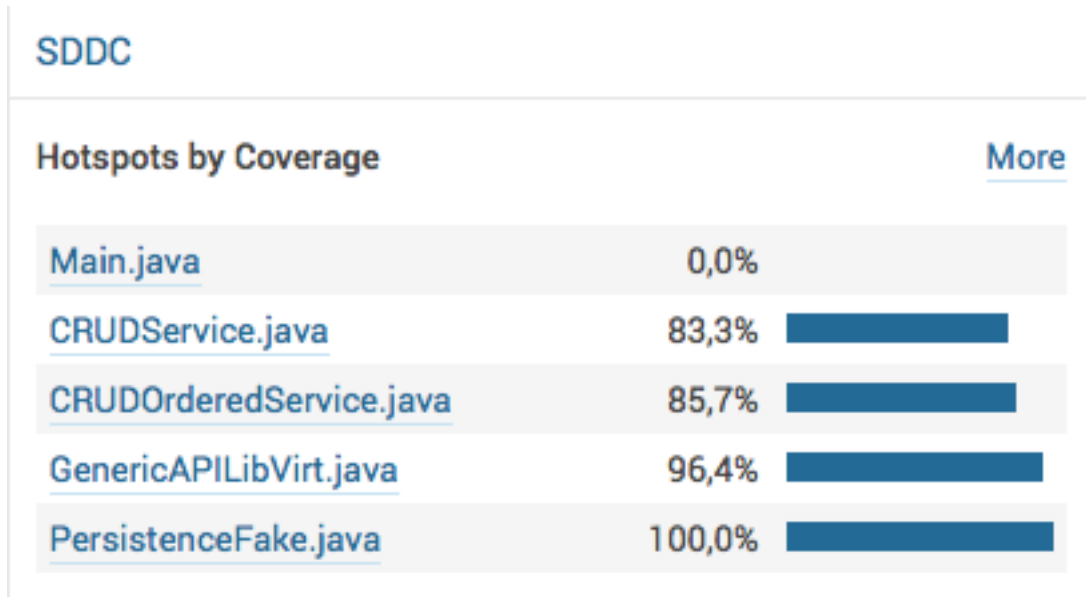 SDDC
Hotspots by Coverage More
Main.java 0,0%
CRUDService.java 83,3%
CRUDOrderedService.java 85,7%
GenericAPILibVirt.java 96,4%
PersistenceFake.java 100,0%